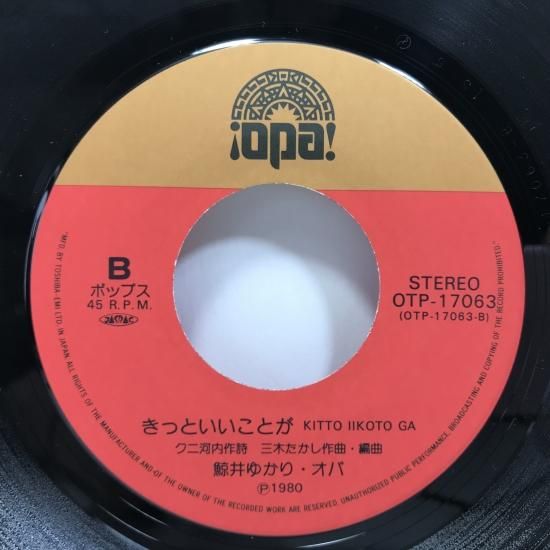 ¡opa!
B
ポップス
45 R.P.M.
JASRAC
STEREO
OTP-17063
(OTP-17063-B)
きっといいことが KITTO IIKOTO GA
クニ河内作詩 三木たかし作曲・編曲
鯨井ゆかり・オパ
Ⓟ1980
"MF'D. BY TOSHIBA-EMI LTD. IN JAPAN ALL RIGHTS OF THE MANUFACTURER AND OF THE OWNER OF THE RECORDED WORK RESERVED. UNAUTHORIZED PUBLIC PERFORMANCE, BROADCASTING AND COPYING OF THE RECORD PROHIBITED."